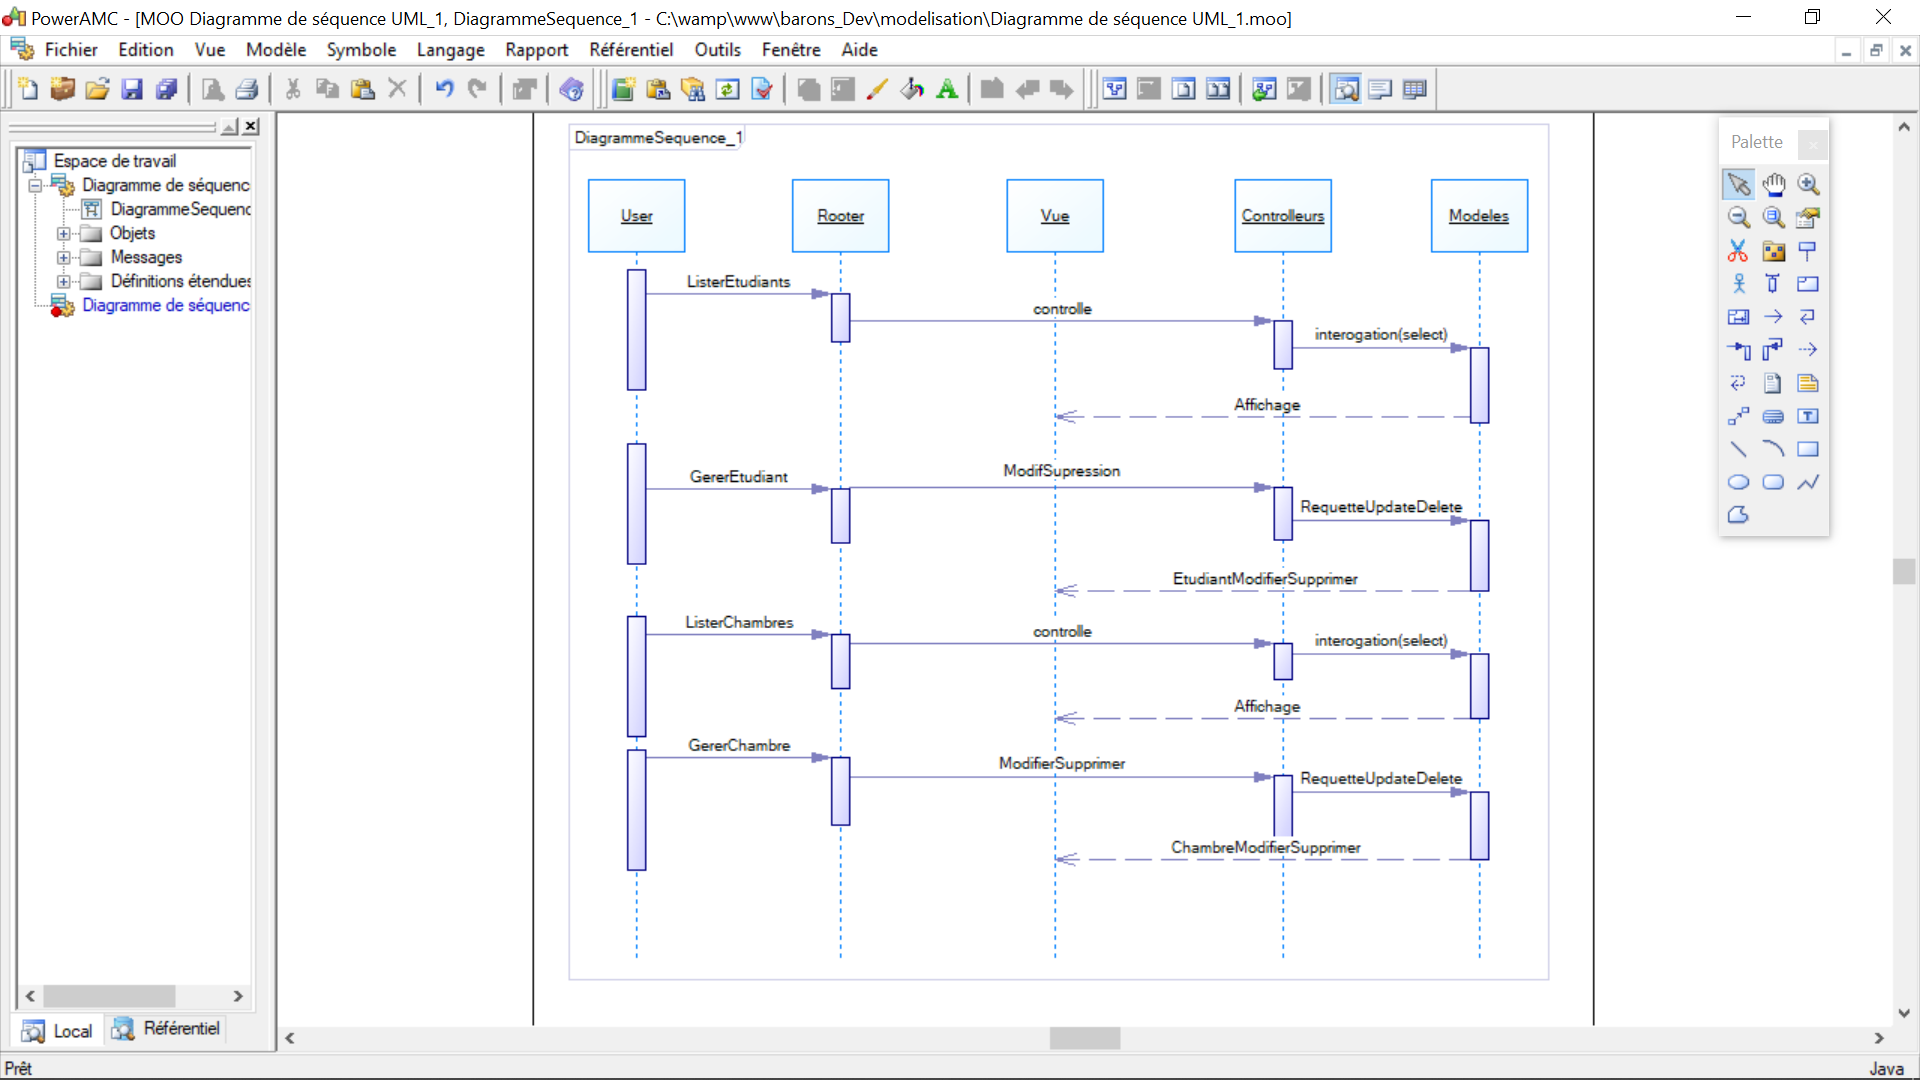 PowerAMC - [MOO Diagramme de séquence UML_1, DiagrammeSequence_1 - C:\wamp\www\barons_Dev\modelisation\Diagramme de séquence UML_1.moo]
Fichier Edition Vue Modèle Symbole Langage Rapport Référentiel Outils Fenêtre Aide
Espace de travail
Diagramme de séquenc
DiagrammeSequenc
Objets
Messages
Définitions étendues
Diagramme de séquenc
Local Référentiel
DiagrammeSequence_1
User Rooter Vue Controlleurs Modeles
ListerEtudiants
controlle
interogation(select)
Affichage
GererEtudiant
ModifSupression
RequetteUpdateDelete
EtudiantModifierSupprimer
ListerChambres
controlle
interogation(select)
Affichage
GererChambre
ModifierSupprimer
RequetteUpdateDelete
ChambreModifierSupprimer
Palette
Prêt
Java